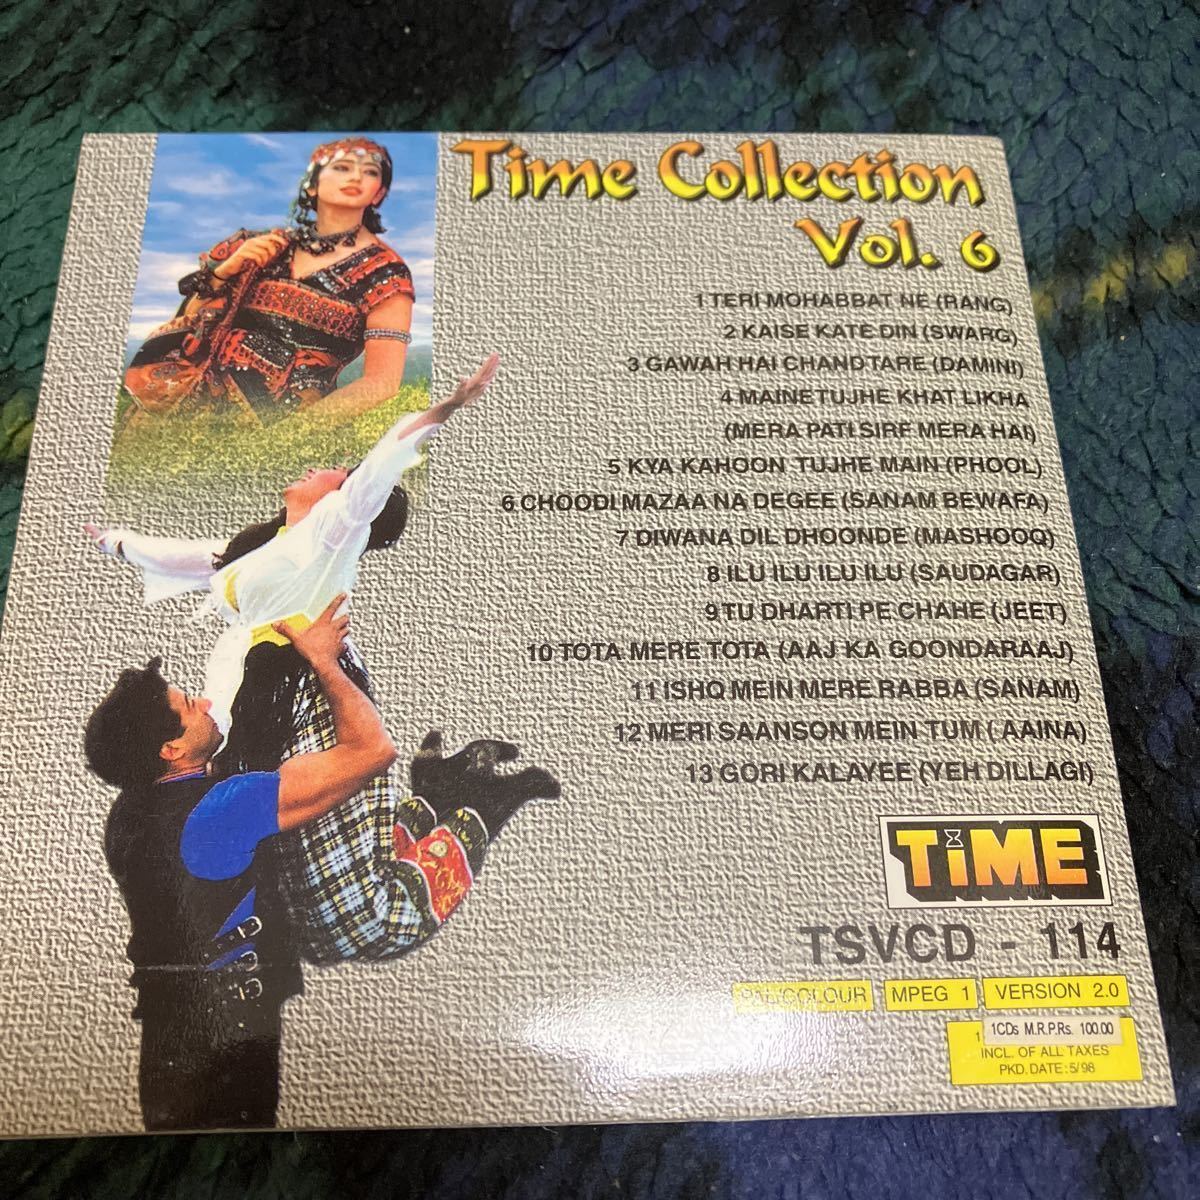 Time Collection
Vol. 6
1 TERI MOHABBAT NE (RANG)
2 KAISE KATE DIN (SWARG)
3 GAWAH HAI CHAND TARE (DAMINI)
4 MAINE TUJHE KHAT LIKHA
(MERA PATI SIRF MERA HAI)
5 KYA KAHOON TUJHE MAIN (PHOOL)
6 CHOODI MAZAA NA DEGEE (SANAM BEWAFA)
7 DIWANA DIL DHOONDE (MASHOOQ)
8 ILU ILU ILU ILU (SAUDAGAR)
9 TU DHARTI PE CHAHE (JEET)
10 TOTA MERE TOTA (AAJ KA GOONDARAAJ)
11 ISHQ MEIN MERE RABBA (SANAM)
12 MERI SAANSON MEIN TUM ( AAINA)
13 GORI KALAYEE (YEH DILLAGI)
TiME
TSVCD - 114
PAL/COLOUR MPEG 1 VERSION 2.0
1CDs M.R.P.Rs. 100.00
INCL. OF ALL TAXES
PKD. DATE : 5/98